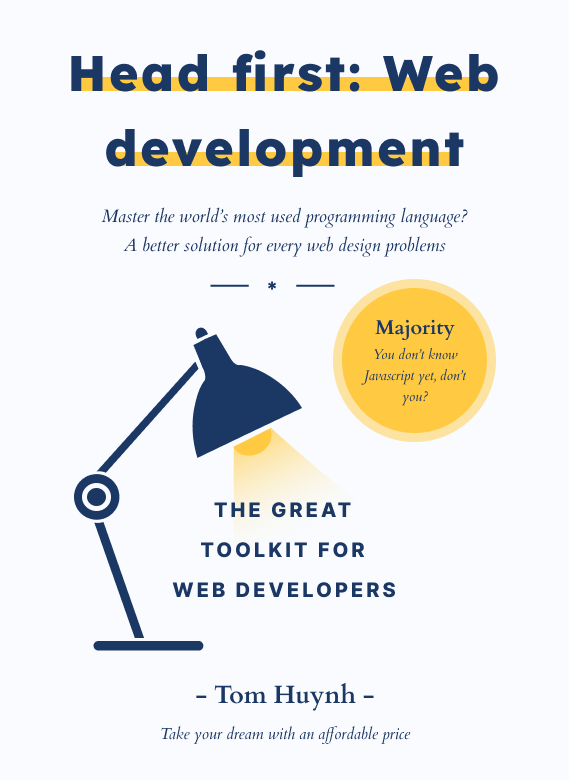 Head first: Web
development
Master the world's most used programming language?
A better solution for every web design problems
*
Majority
You don't know
Javascript yet, don't
you?
THE GREAT
TOOLKIT FOR
WEB DEVELOPERS
- Tom Huynh -
Take your dream with an affordable price